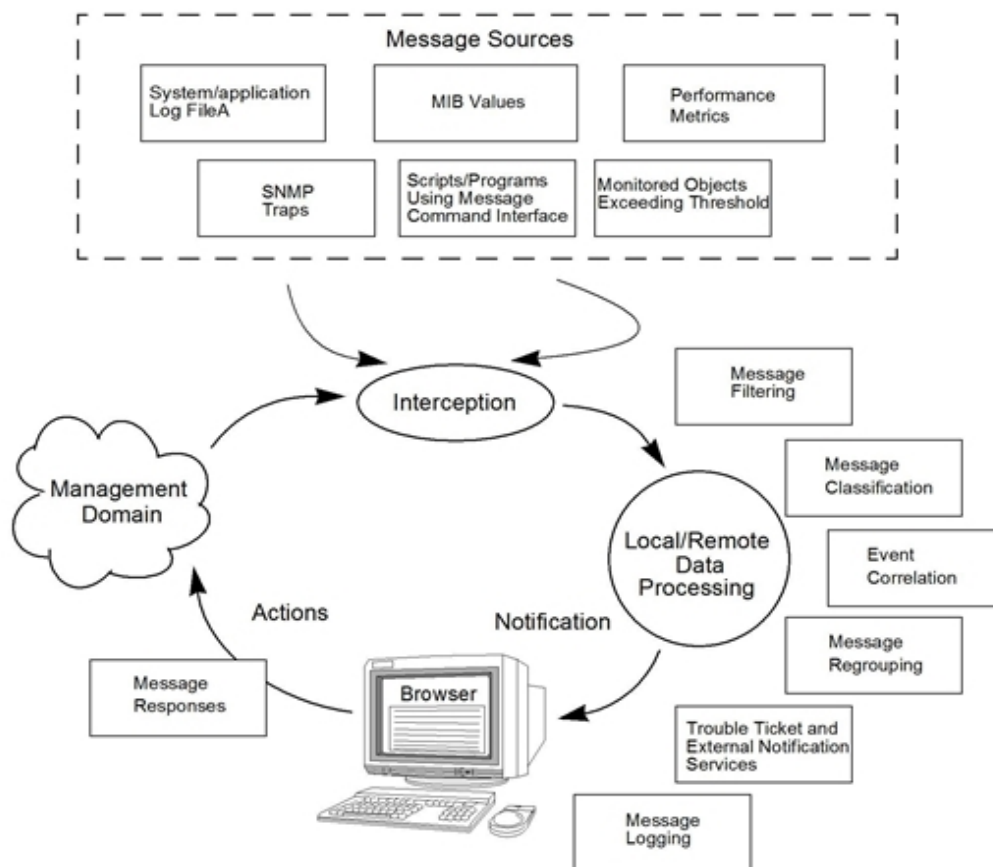 Message Sources
System/application
Log FileA
MIB Values
Performance
Metrics
SNMP
Traps
Scripts/Programs
Using Message
Command Interface
Monitored Objects
Exceeding Threshold
Interception
Message
Filtering
Message
Classification
Management
Domain
Local/Remote
Data
Processing
Event
Correlation
Actions
Notification
Message
Regrouping
Message
Responses
Browser
Trouble Ticket and
External Notification
Services
Message
Logging